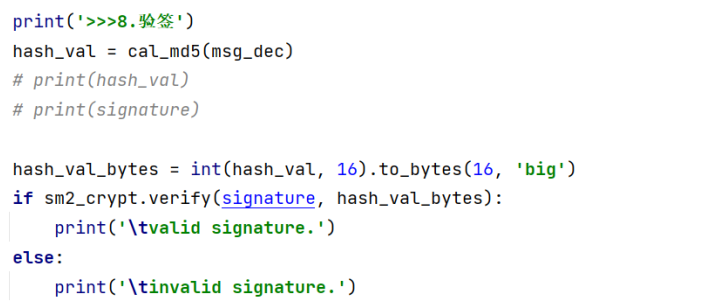 print('>>>8.验签')
hash_val = cal_md5(msg_dec)
# print(hash_val)
# print(signature)
hash_val_bytes = int(hash_val, 16).to_bytes(16, 'big')
if sm2_crypt.verify(signature, hash_val_bytes):
    print('\tvalid signature.')
else:
    print('\tinvalid signature.')